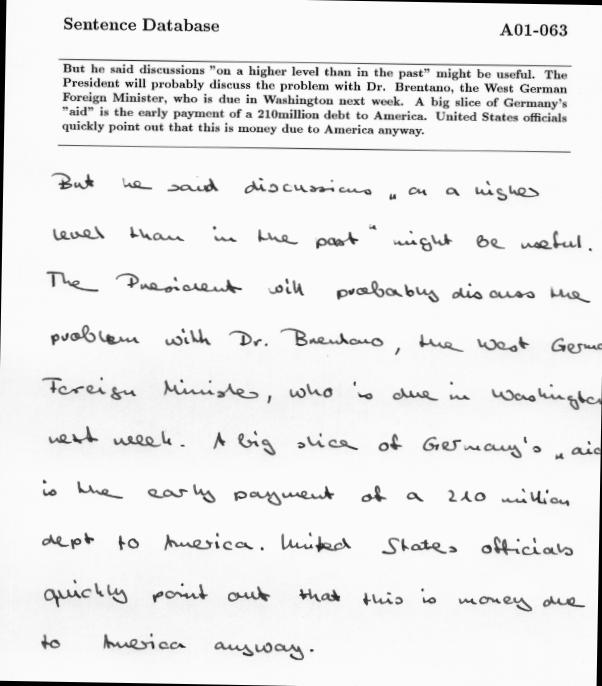 Sentence Database A01-063
But he said discussions "on a higher level than in the past" might be useful. The
President will probably discuss the problem with Dr. Brentano, the West German
Foreign Minister, who is due in Washington next week. A big slice of Germany's
"aid" is the early payment of a 210million debt to America. United States officials
quickly point out that this is money due to America anyway.
But he said discussions „on a higher
level than in the past" might be useful.
The President will probably discuss the
problem with Dr. Brentano, the West Germa
Foreign Minister, who is due in Washington
next week. A big slice of Germany's „aid
is the early payment of a 210 million
dept to America. United States officials
quickly point out that this is money due
to America anyway.